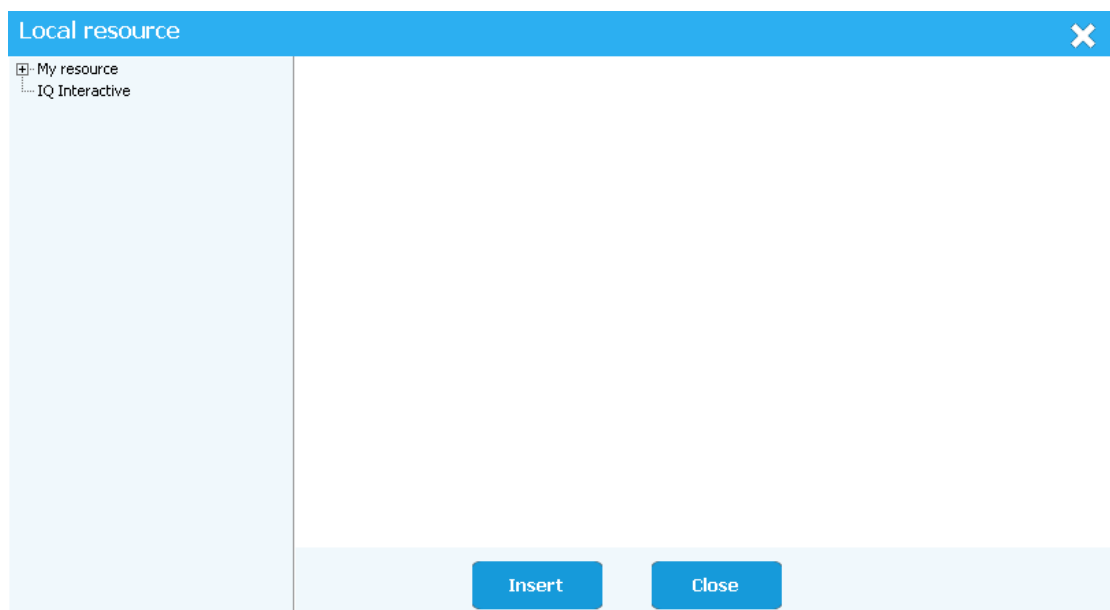 Local resource
My resource
IQ Interactive
Insert Close